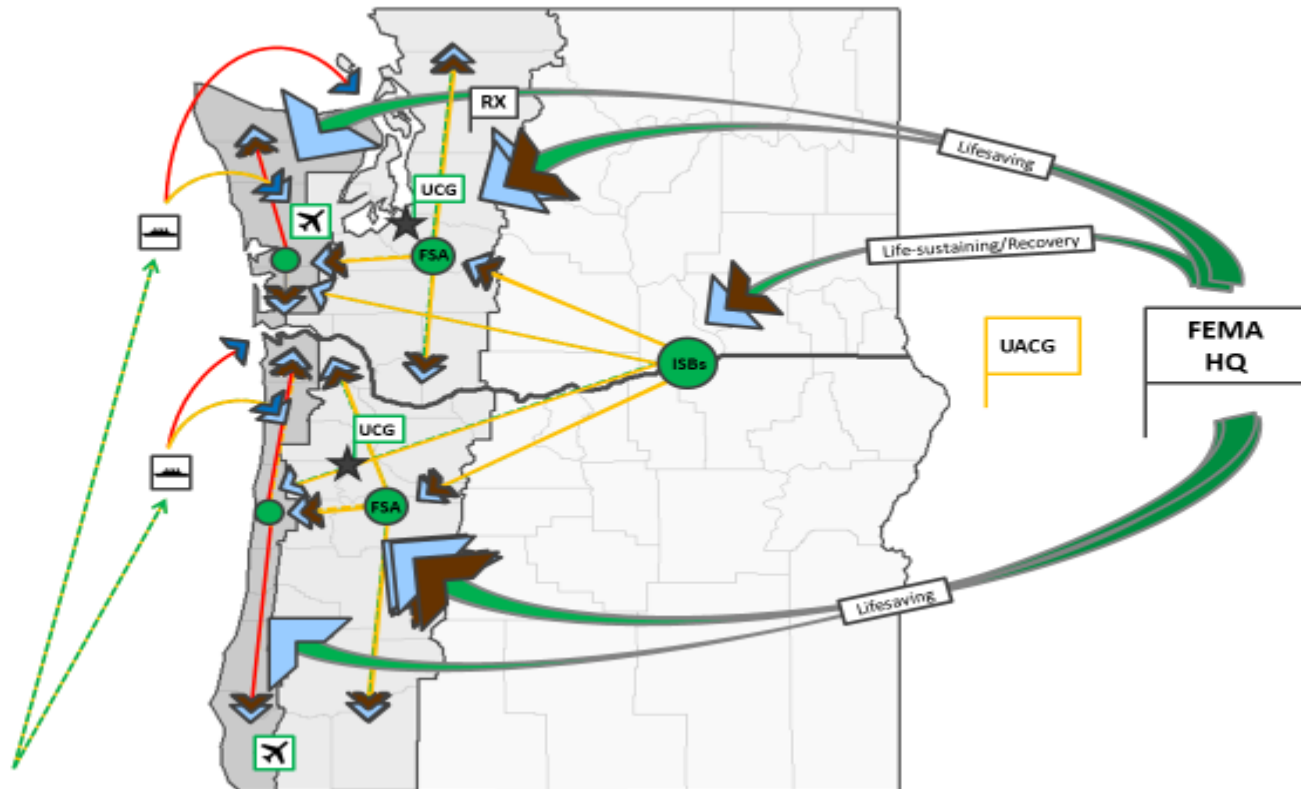 RX
Lifesaving
UCG
FSA
Life-sustaining/Recovery
UACG
FEMA
HQ
ISBs
UCG
FSA
Lifesaving